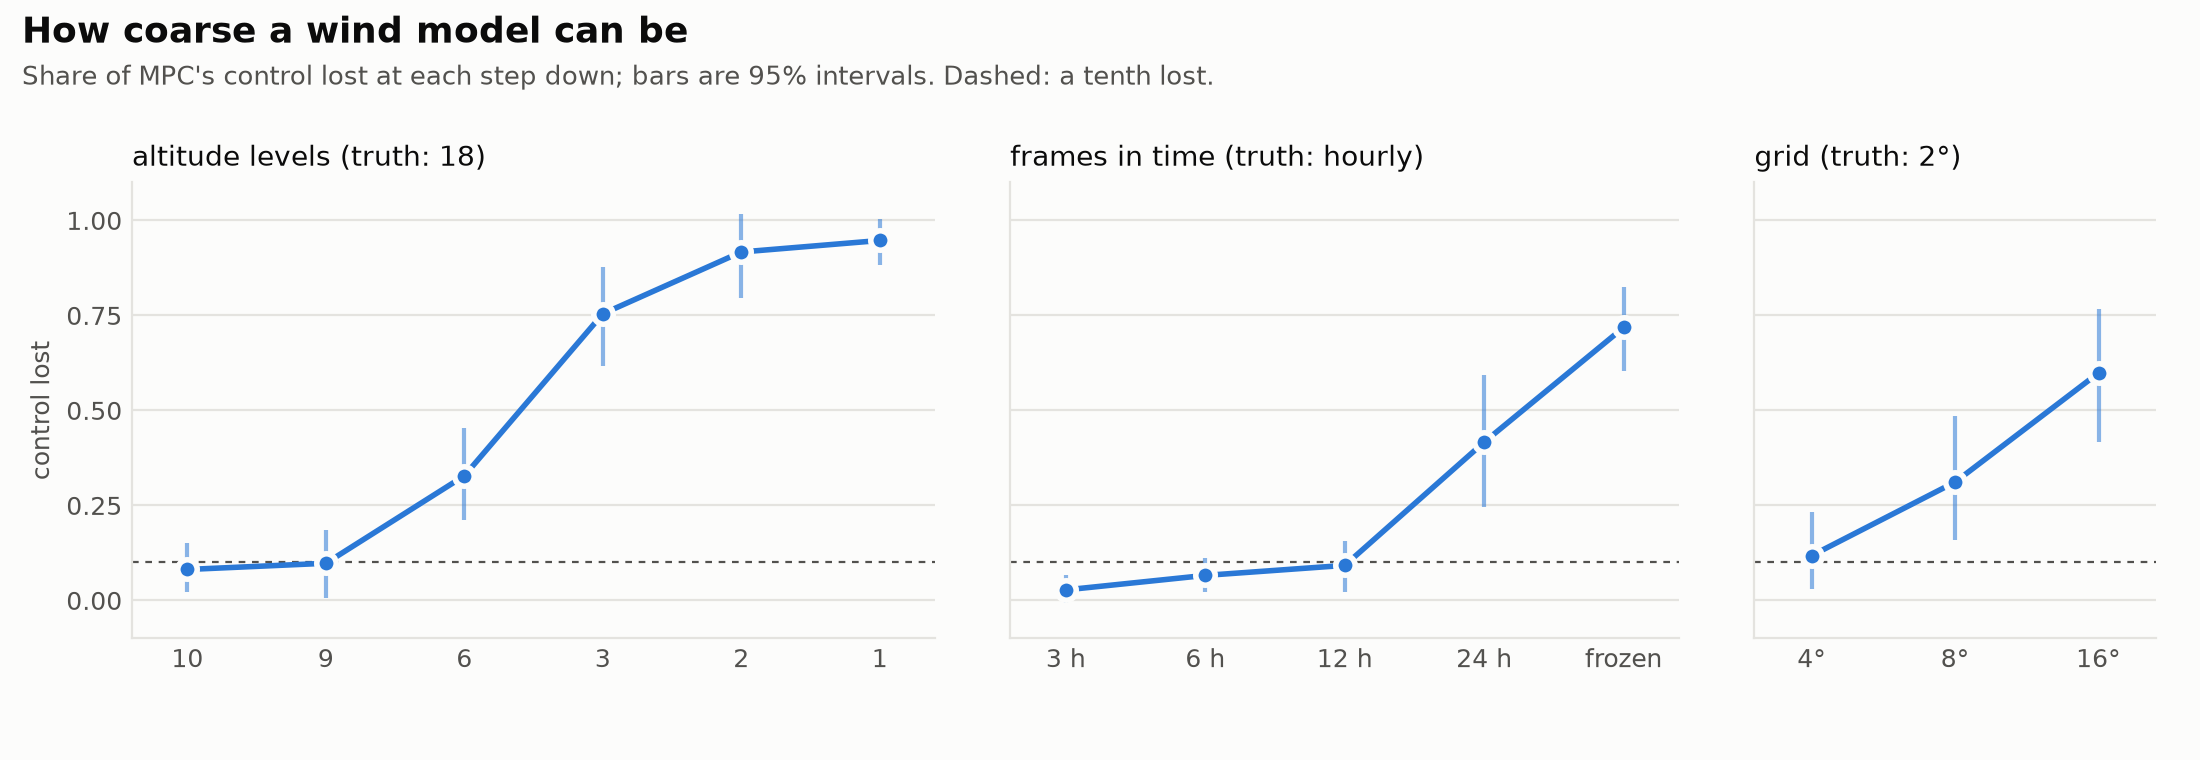 How coarse a wind model can be
Share of MPC's control lost at each step down; bars are 95% intervals. Dashed: a tenth lost.
altitude levels (truth: 18)
control lost
1.00
0.75
0.50
0.25
0.00
10 9 6 3 2 1
frames in time (truth: hourly)
3 h 6 h 12 h 24 h frozen
grid (truth: 2°)
4° 8° 16°